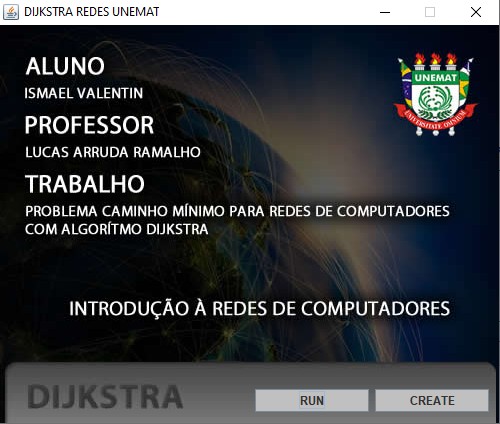 DIJKSTRA REDES UNEMAT
ALUNO
ISMAEL VALENTIN
UNEMAT
UNIVERSITATE OMNIUM
PROFESSOR
LUCAS ARRUDA RAMALHO
TRABALHO
PROBLEMA CAMINHO MÍNIMO PARA REDES DE COMPUTADORES
COM ALGORÍTMO DIJKSTRA
INTRODUÇÃO À REDES DE COMPUTADORES
DIJKSTRA
RUN
CREATE